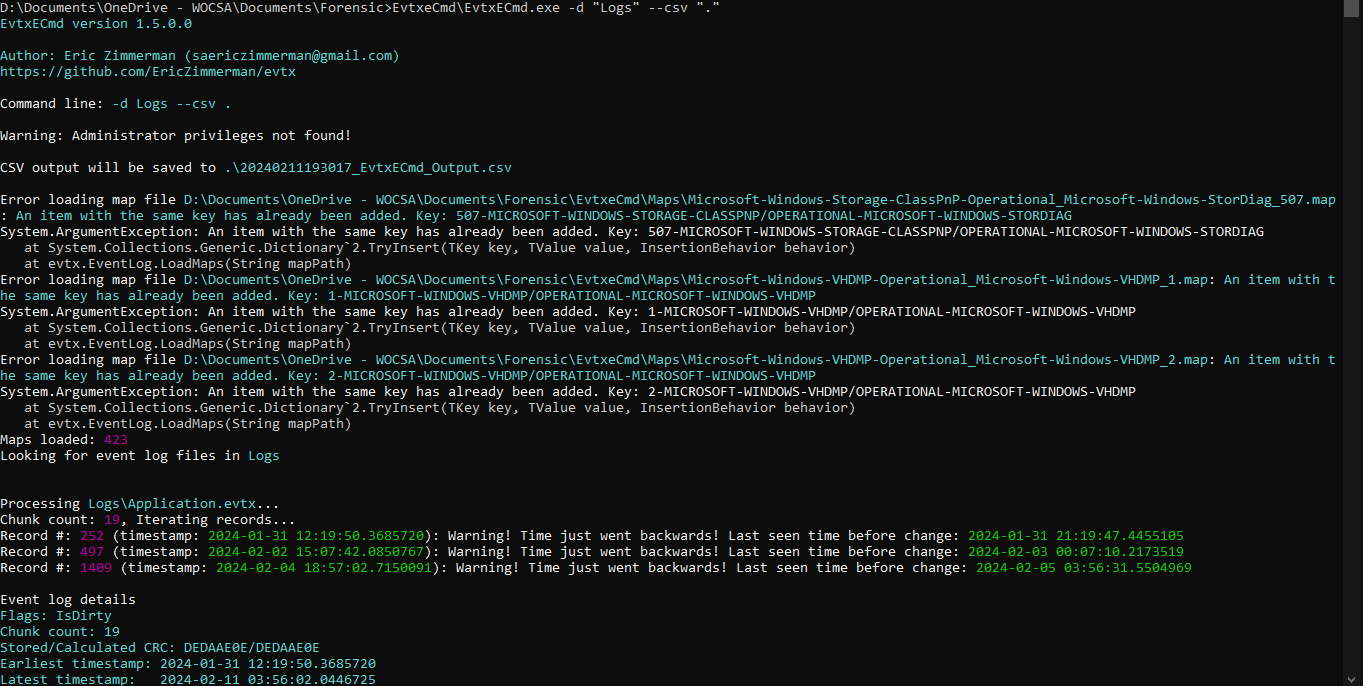 D:\Documents\OneDrive - WOCSA\Documents\Forensic>EvtxeCmd\EvtxECmd.exe -d "Logs" --csv "."
EvtxECmd version 1.5.0.0
Author: Eric Zimmerman (saericzimmerman@gmail.com)
https://github.com/EricZimmerman/evtx
Command line: -d Logs --csv .
Warning: Administrator privileges not found!
CSV output will be saved to .\20240211193017_EvtxECmd_Output.csv
Error loading map file D:\Documents\OneDrive - WOCSA\Documents\Forensic\EvtxeCmd\Maps\Microsoft-Windows-Storage-ClassPnP-Operational_Microsoft-Windows-StorDiag_507.map
: An item with the same key has already been added. Key: 507-MICROSOFT-WINDOWS-STORAGE-CLASSPNP/OPERATIONAL-MICROSOFT-WINDOWS-STORDIAG
System.ArgumentException: An item with the same key has already been added. Key: 507-MICROSOFT-WINDOWS-STORAGE-CLASSPNP/OPERATIONAL-MICROSOFT-WINDOWS-STORDIAG
   at System.Collections.Generic.Dictionary`2.TryInsert(TKey key, TValue value, InsertionBehavior behavior)
   at evtx.EventLog.LoadMaps(String mapPath)
Error loading map file D:\Documents\OneDrive - WOCSA\Documents\Forensic\EvtxeCmd\Maps\Microsoft-Windows-VHDMP-Operational_Microsoft-Windows-VHDMP_1.map: An item with t
he same key has already been added. Key: 1-MICROSOFT-WINDOWS-VHDMP/OPERATIONAL-MICROSOFT-WINDOWS-VHDMP
System.ArgumentException: An item with the same key has already been added. Key: 1-MICROSOFT-WINDOWS-VHDMP/OPERATIONAL-MICROSOFT-WINDOWS-VHDMP
   at System.Collections.Generic.Dictionary`2.TryInsert(TKey key, TValue value, InsertionBehavior behavior)
   at evtx.EventLog.LoadMaps(String mapPath)
Error loading map file D:\Documents\OneDrive - WOCSA\Documents\Forensic\EvtxeCmd\Maps\Microsoft-Windows-VHDMP-Operational_Microsoft-Windows-VHDMP_2.map: An item with t
he same key has already been added. Key: 2-MICROSOFT-WINDOWS-VHDMP/OPERATIONAL-MICROSOFT-WINDOWS-VHDMP
System.ArgumentException: An item with the same key has already been added. Key: 2-MICROSOFT-WINDOWS-VHDMP/OPERATIONAL-MICROSOFT-WINDOWS-VHDMP
   at System.Collections.Generic.Dictionary`2.TryInsert(TKey key, TValue value, InsertionBehavior behavior)
   at evtx.EventLog.LoadMaps(String mapPath)
Maps loaded: 423
Looking for event log files in Logs
Processing Logs\Application.evtx...
Chunk count: 19, Iterating records...
Record #: 252 (timestamp: 2024-01-31 12:19:50.3685720): Warning! Time just went backwards! Last seen time before change: 2024-01-31 21:19:47.4455105
Record #: 497 (timestamp: 2024-02-02 15:07:42.0850767): Warning! Time just went backwards! Last seen time before change: 2024-02-03 00:07:10.2173519
Record #: 1409 (timestamp: 2024-02-04 18:57:02.7150091): Warning! Time just went backwards! Last seen time before change: 2024-02-05 03:56:31.5504969
Event log details
Flags: IsDirty
Chunk count: 19
Stored/Calculated CRC: DEDAAE0E/DEDAAE0E
Earliest timestamp: 2024-01-31 12:19:50.3685720
Latest timestamp:   2024-02-11 03:56:02.0446725